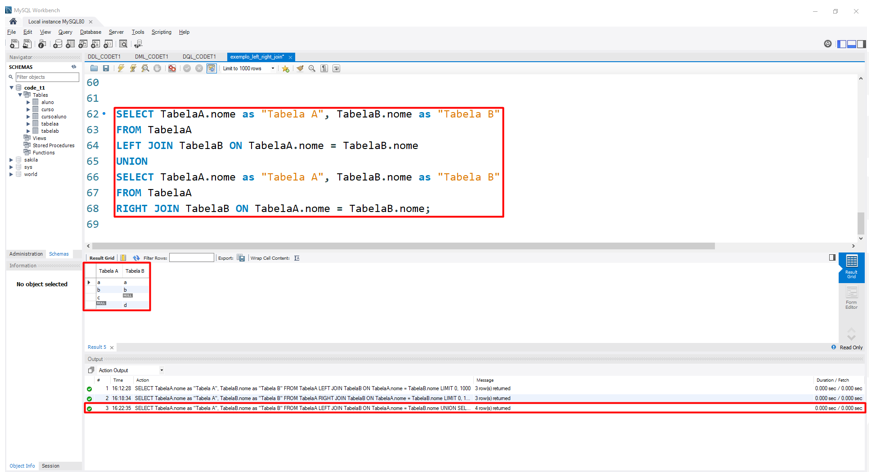 MySQL Workbench
Local instance MySQL80 ×
File Edit View Query Database Server Tools Scripting Help
Navigator
SCHEMAS
Filter objects
code_t1
Tables
aluno
curso
cursoaluno
tabelaa
tabelab
Views
Stored Procedures
Functions
sakila
sys
world
Administration Schemas
Information
No object selected
Object Info Session
DDL_CODET1 DML_CODET1 DQL_CODET1 exemplo_left_right_join* ×
Limit to 1000 rows
60
61
62 SELECT TabelaA.nome as "Tabela A", TabelaB.nome as "Tabela B"
63 FROM TabelaA
64 LEFT JOIN TabelaB ON TabelaA.nome = TabelaB.nome
65 UNION
66 SELECT TabelaA.nome as "Tabela A", TabelaB.nome as "Tabela B"
67 FROM TabelaA
68 RIGHT JOIN TabelaB ON TabelaA.nome = TabelaB.nome;
69
Result Grid Filter Rows: Export: Wrap Cell Content:
Tabela A Tabela B
a a
b b
c NULL
NULL d
Result Grid
Form Editor
Result 5 × Read Only
Output
Action Output
# Time Action Message Duration / Fetch
1 16:12:28 SELECT TabelaA.nome as "Tabela A", TabelaB.nome as "Tabela B" FROM TabelaA LEFT JOIN TabelaB ON TabelaA.nome = TabelaB.nome LIMIT 0, 1000 3 row(s) returned 0.000 sec / 0.000 sec
2 16:18:34 SELECT TabelaA.nome as "Tabela A", TabelaB.nome as "Tabela B" FROM TabelaA RIGHT JOIN TabelaB ON TabelaA.nome = TabelaB.nome LIMIT 0, 1... 3 row(s) returned 0.000 sec / 0.000 sec
3 16:22:35 SELECT TabelaA.nome as "Tabela A", TabelaB.nome as "Tabela B" FROM TabelaA LEFT JOIN TabelaB ON TabelaA.nome = TabelaB.nome UNION SEL... 4 row(s) returned 0.000 sec / 0.000 sec